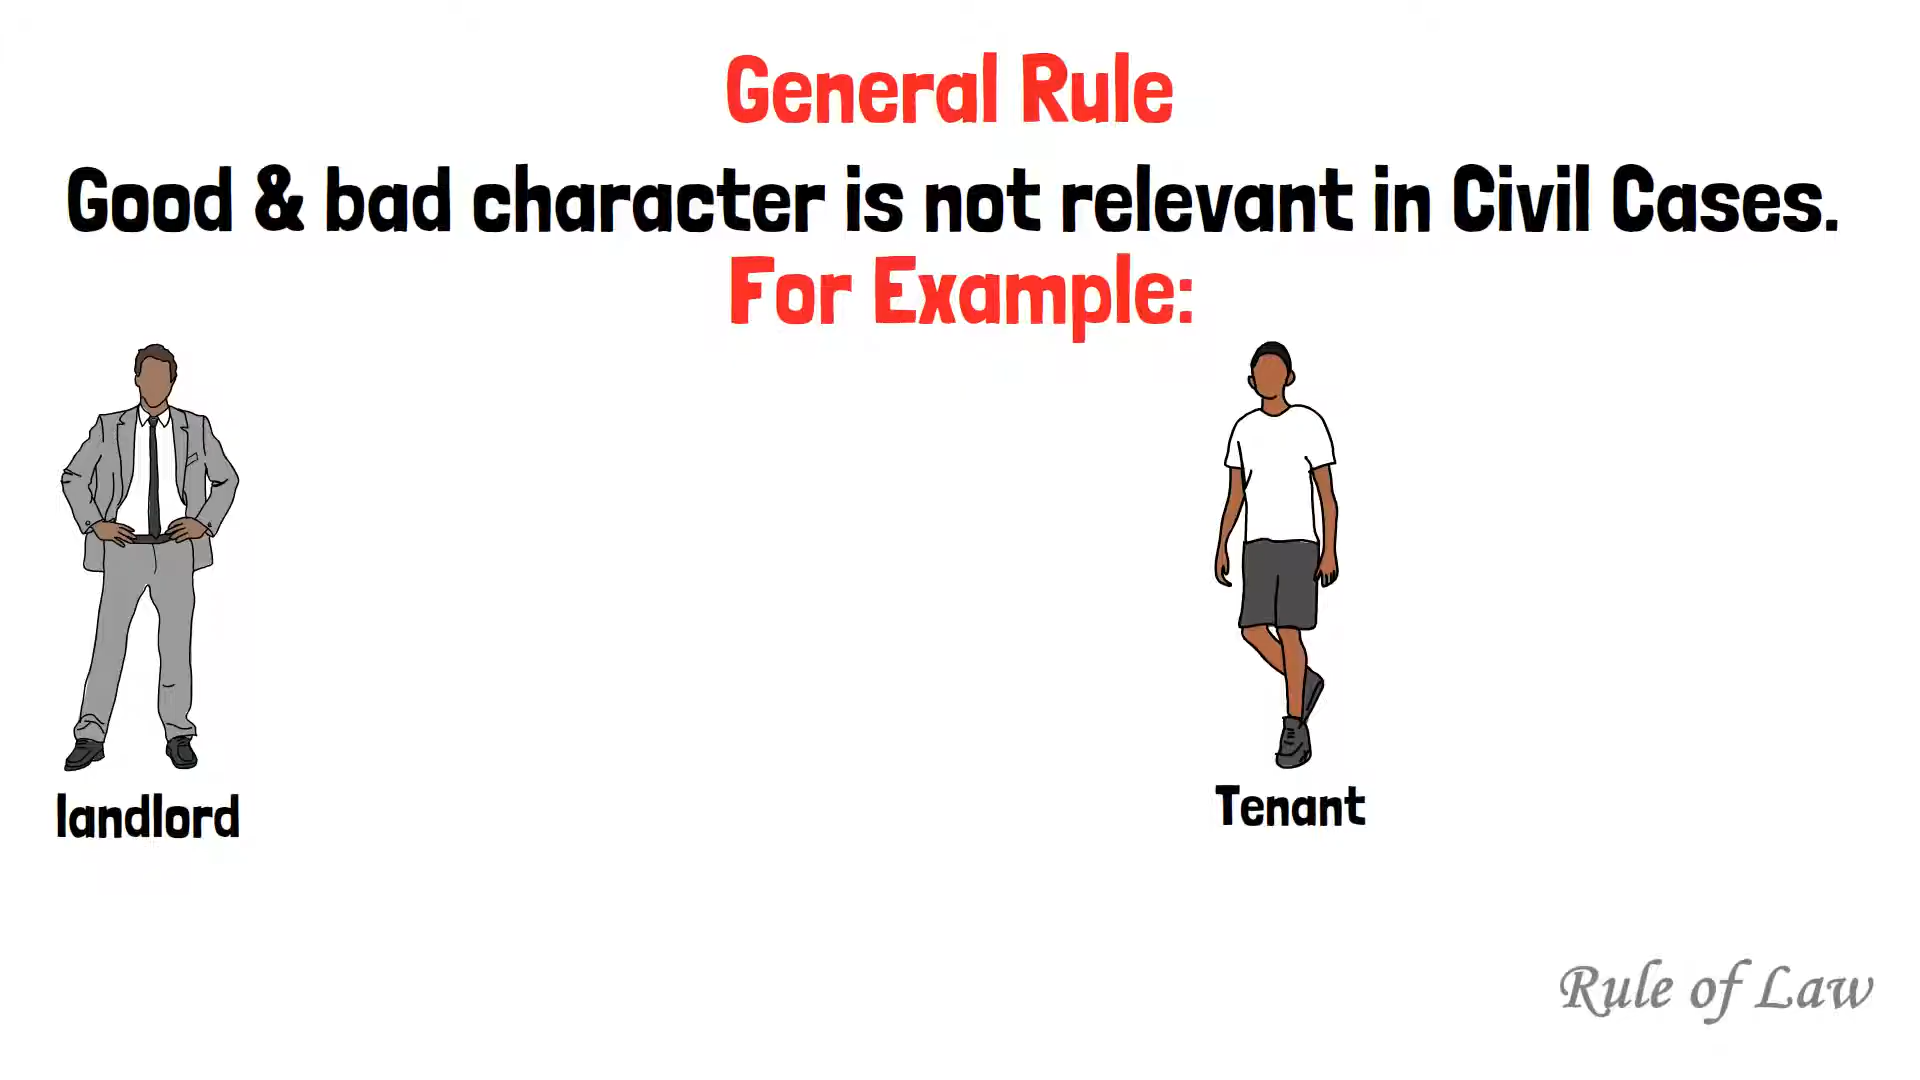 General Rule
Good & bad character is not relevant in Civil Cases.
For Example:
landlord
Tenant
Rule of Law